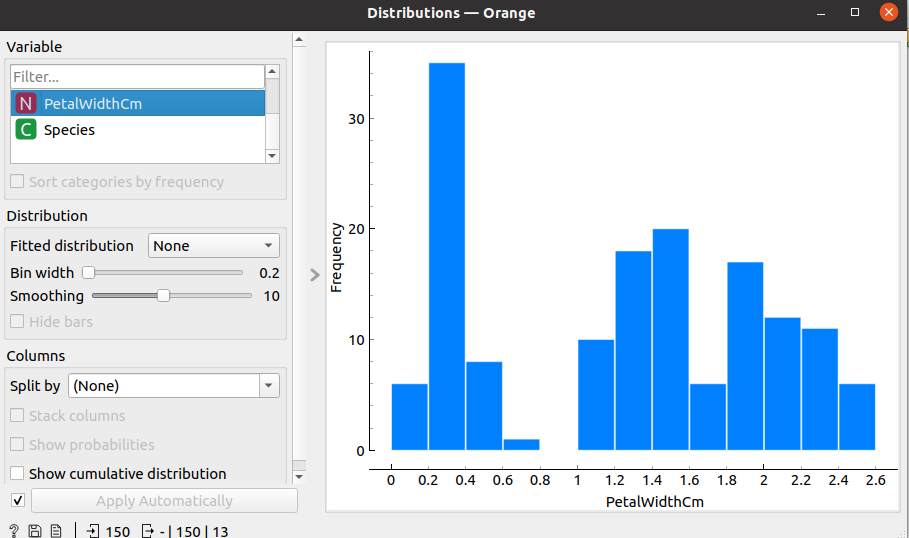 Distributions — Orange
Variable
Filter...
N PetalWidthCm
C Species
Sort categories by frequency
Distribution
Fitted distribution None
Bin width 0.2
Smoothing 10
Hide bars
Columns
Split by (None)
Stack columns
Show probabilities
Show cumulative distribution
Apply Automatically
? 150 - | 150 | 13
Frequency
30
20
10
0
0 0.2 0.4 0.6 0.8 1 1.2 1.4 1.6 1.8 2 2.2 2.4 2.6
PetalWidthCm